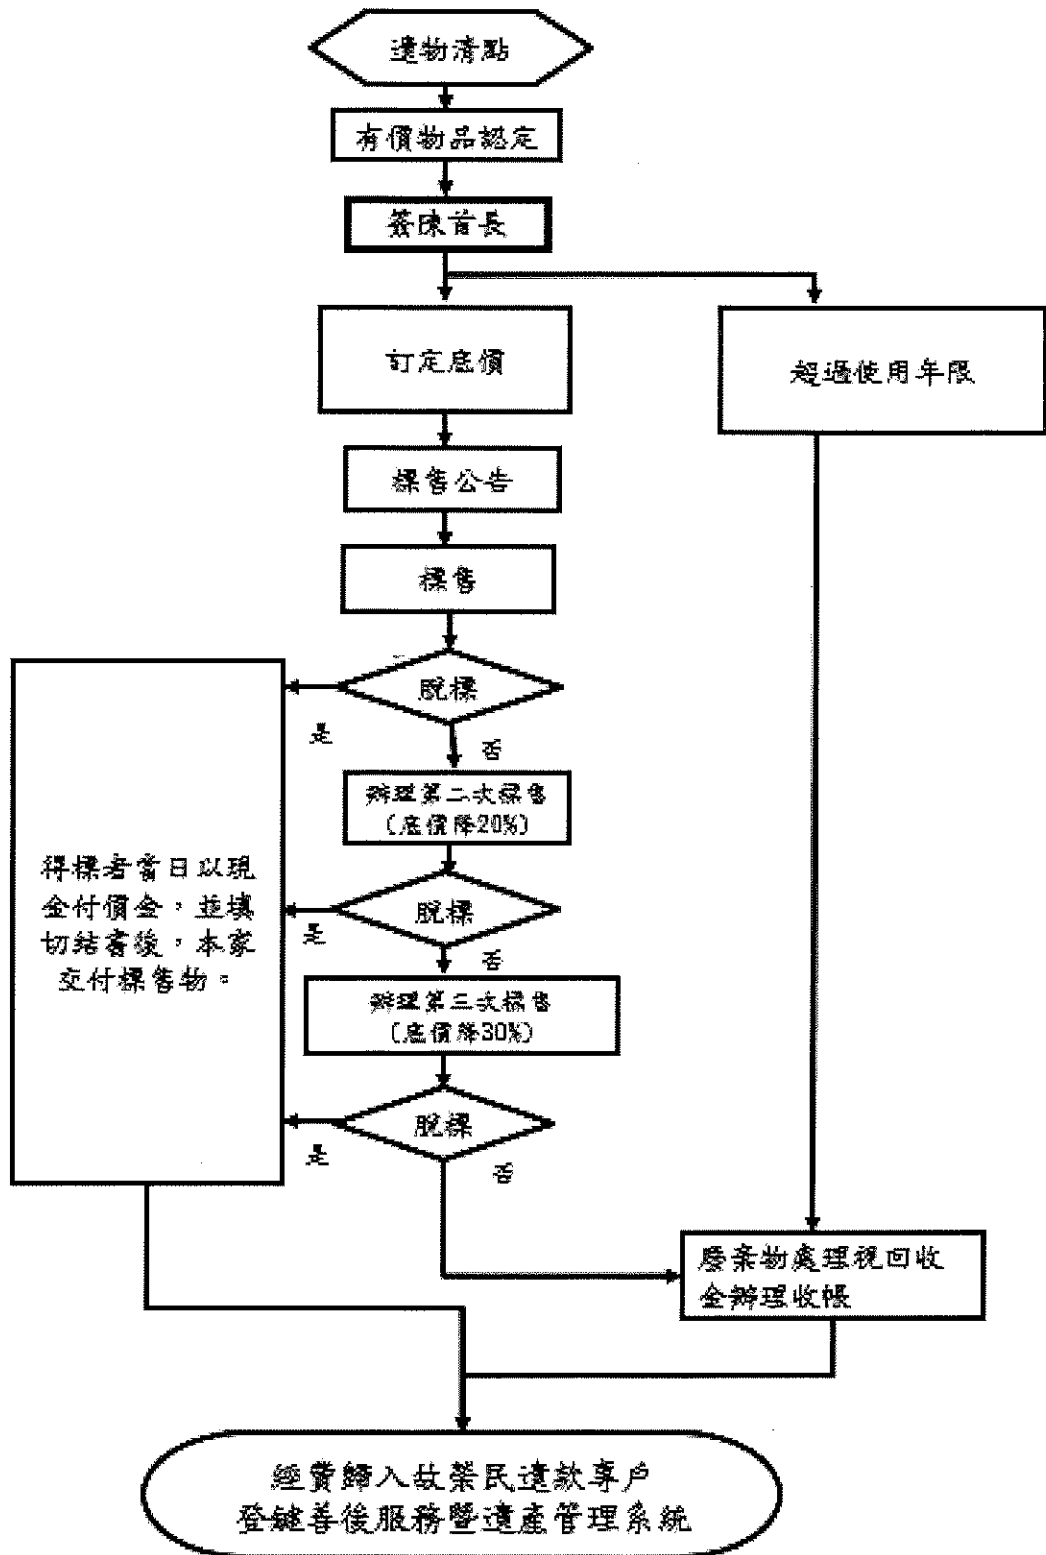 遺物清點
有價物品認定
簽陳首長
訂定底價
超過使用年限
標售公告
標售
脫標
是
否
辦理第二次標售
(底價降20%)
得標者當日以現
金付價金，並填
切結書後，本家
交付標售物。
脫標
是
否
辦理第三次標售
(底價降30%)
脫標
是
否
廢棄物處理視回收
金辦理收帳
經費歸入故榮民遺款專戶
登鍵善後服務暨遺產管理系統